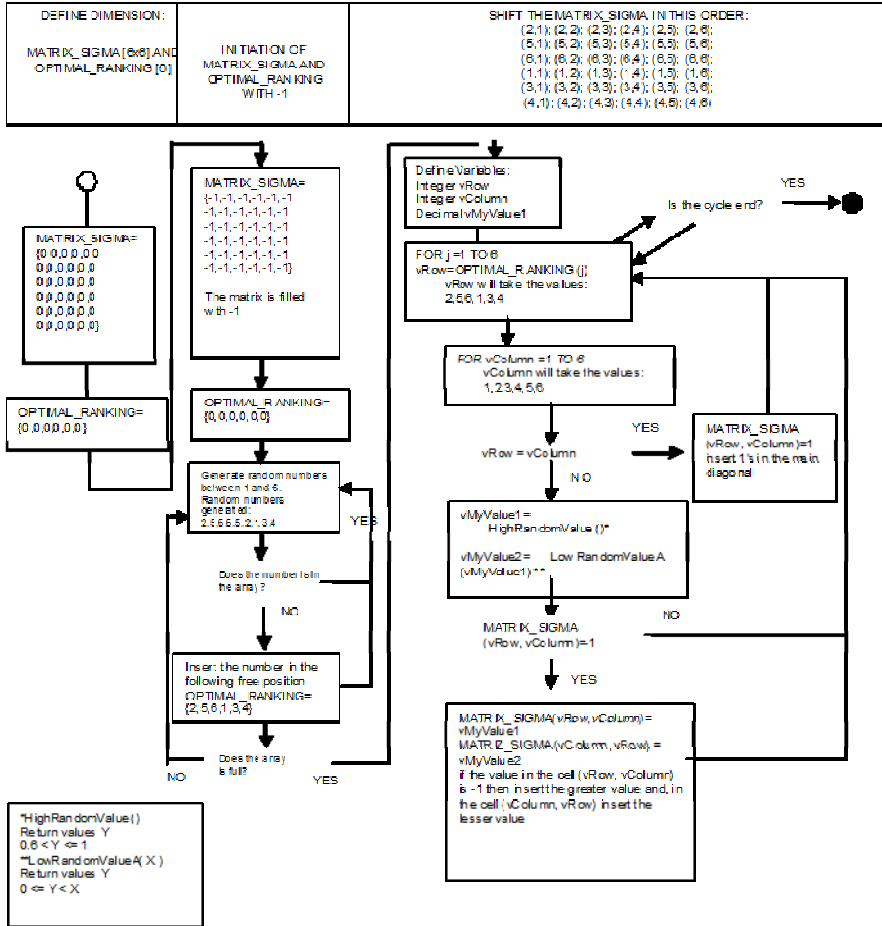 DEFINE DIMENSION:
MATRIX_SIGMA [6x6] AND
OPTIMAL_RANKING [0]
INITIATION OF
MATRIX_SIGMA AND
OPTIMAL_RANKING
WITH -1
SHIFT THE MATRIX_SIGMA IN THIS ORDER:
(2,1); (2,2); (2,3); (2,4); (2,5); (2,6);
(5,1); (5,2); (5,3); (5,4); (5,5); (5,6);
(6,1); (6,2); (6,3); (6,4); (6,5); (6,6);
(1,1); (1,2); (1,3); (1,4); (1,5); (1,6);
(3,1); (3,2); (3,3); (3,4); (3,5); (3,6);
(4,1); (4,2); (4,3); (4,4); (4,5); (4,6)
MATRIX_SIGMA=
{0,0,0,0,0,0
0,0,0,0,0,0
0,0,0,0,0,0
0,0,0,0,0,0
0,0,0,0,0,0
0,0,0,0,0,0}
OPTIMAL_RANKING=
{0,0,0,0,0,0}
MATRIX_SIGMA=
{-1,-1,-1,-1,-1,-1
-1,-1,-1,-1,-1,-1
-1,-1,-1,-1,-1,-1
-1,-1,-1,-1,-1,-1
-1,-1,-1,-1,-1,-1
-1,-1,-1,-1,-1,-1}
The matrix is filled
with -1
OPTIMAL_RANKING=
{0,0,0,0,0,0}
Generate random numbers
between 1 and 6.
Random numbers
generated:
YES
Does the number is in
the array?
NO
Insert the number in the
following free position
OPTIMAL_RANKING=
{2,5,6,1,3,4}
Does the array
is full?
NO
YES
*HighRandomValue()
Return values Y
0.6 < Y <= 1
**LowRandomValueA( X )
Return values Y
0 <= Y < X
Define Variables:
Integer vRow
Integer vColumn
Decimal vMyValue1
Is the cycle end?
YES
FOR j =1 TO 6
vRow=OPTIMAL_RANKING (j)
vRow will take the values:
2,5,6,1,3,4
FOR vColumn =1 TO 6
vColumn will take the values:
1,2,3,4,5,6
vRow = vColumn
YES
MATRIX_SIGMA
(vRow, vColumn)=1
insert 1's in the main
diagonal
NO
vMyValue1=
HighRandomValue()*
vMyValue2= Low RandomValueA
(vMyValue1)**
MATRIX_SIGMA
(vRow, vColumn)=-1
NO
YES
MATRIX_SIGMA(vRow,vColumn)=
vMyValue1
MATRIZ_SIGMA(vColumn, vRow) =
vMyValue2
if the value in the cell (vRow, vColumn)
is -1 then insert the greater value and, in
the cell (vColumn, vRow) insert the
lesser value